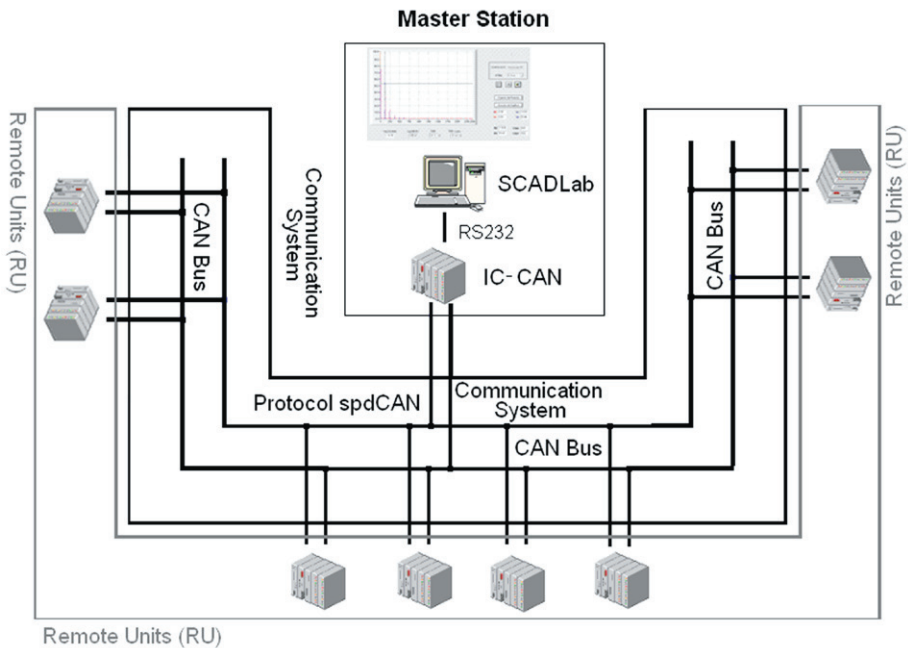 Master Station
SCADLab
RS232
IC-CAN
Remote Units (RU)
CAN Bus
Communication
System
CAN Bus
Remote Units (RU)
Protocol spdCAN
Communication
System
CAN Bus
Remote Units (RU)